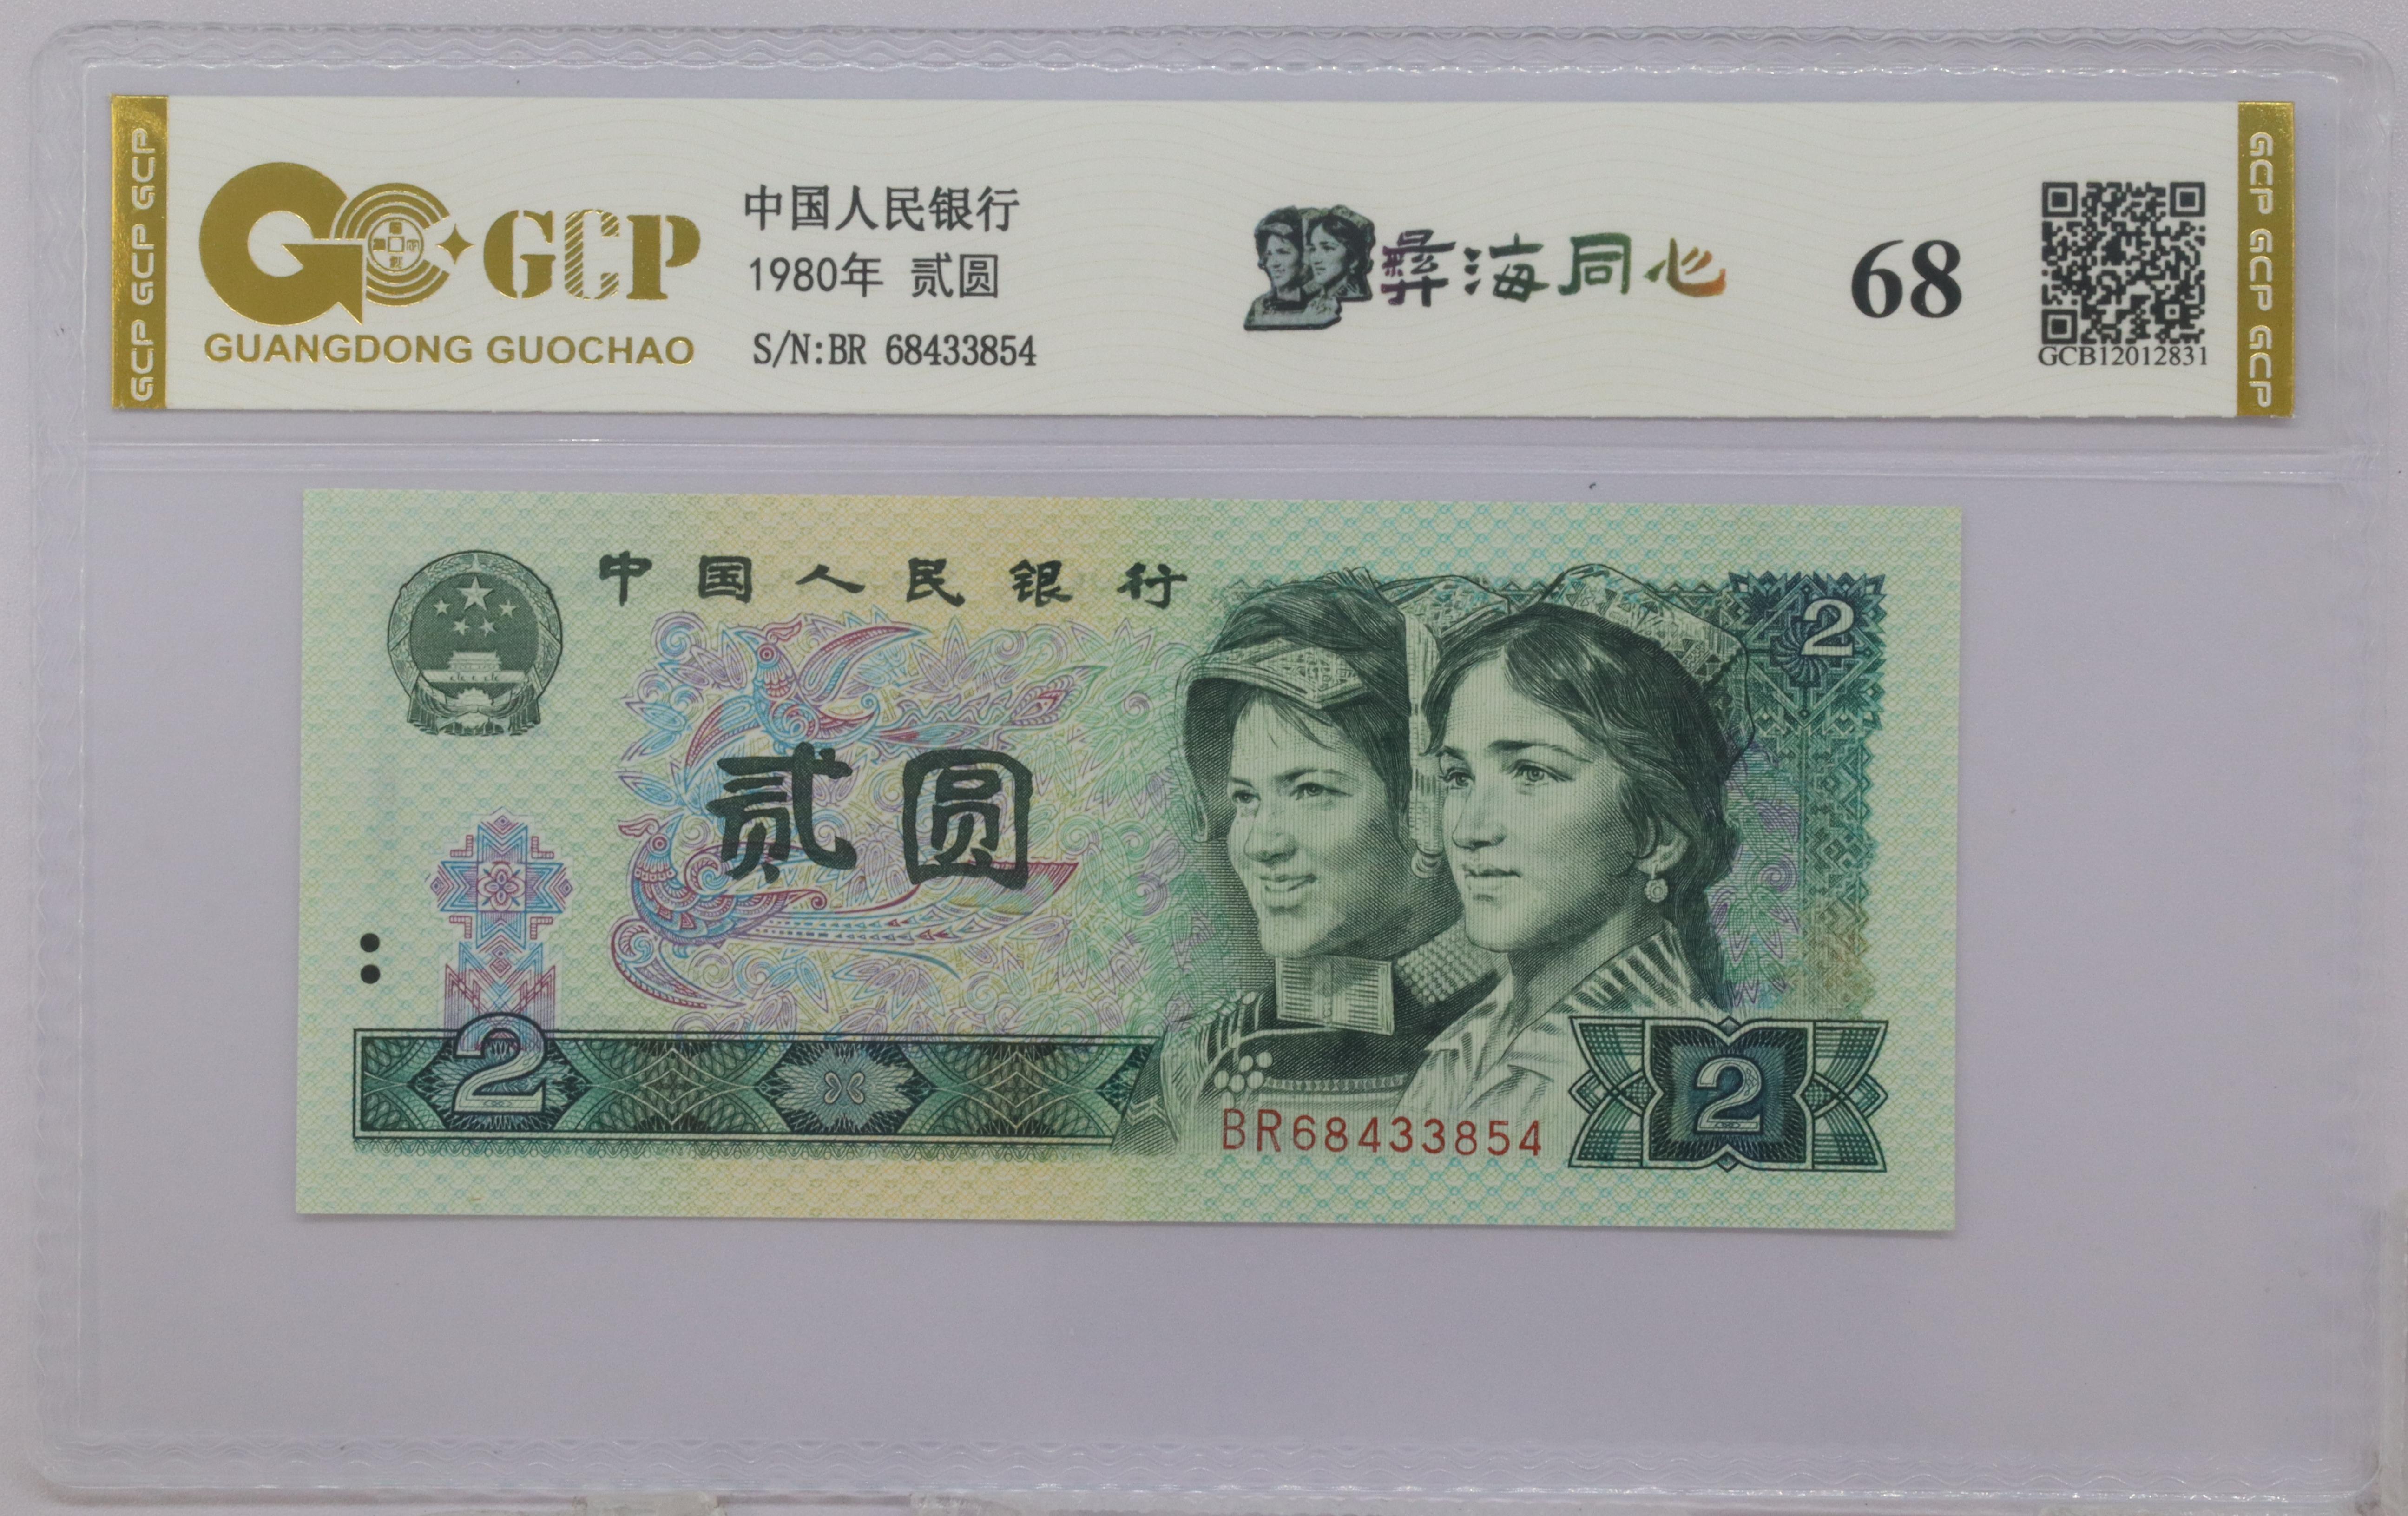 GCP GCP GCP
GCP
GUANGDONG GUOCHAO
中国人民银行
1980年 贰圆
S/N:BR 68433854
彝海同心
68
GCB12012831
GCP GCP GCP
中国人民银行
2
贰圆
2
BR68433854
2